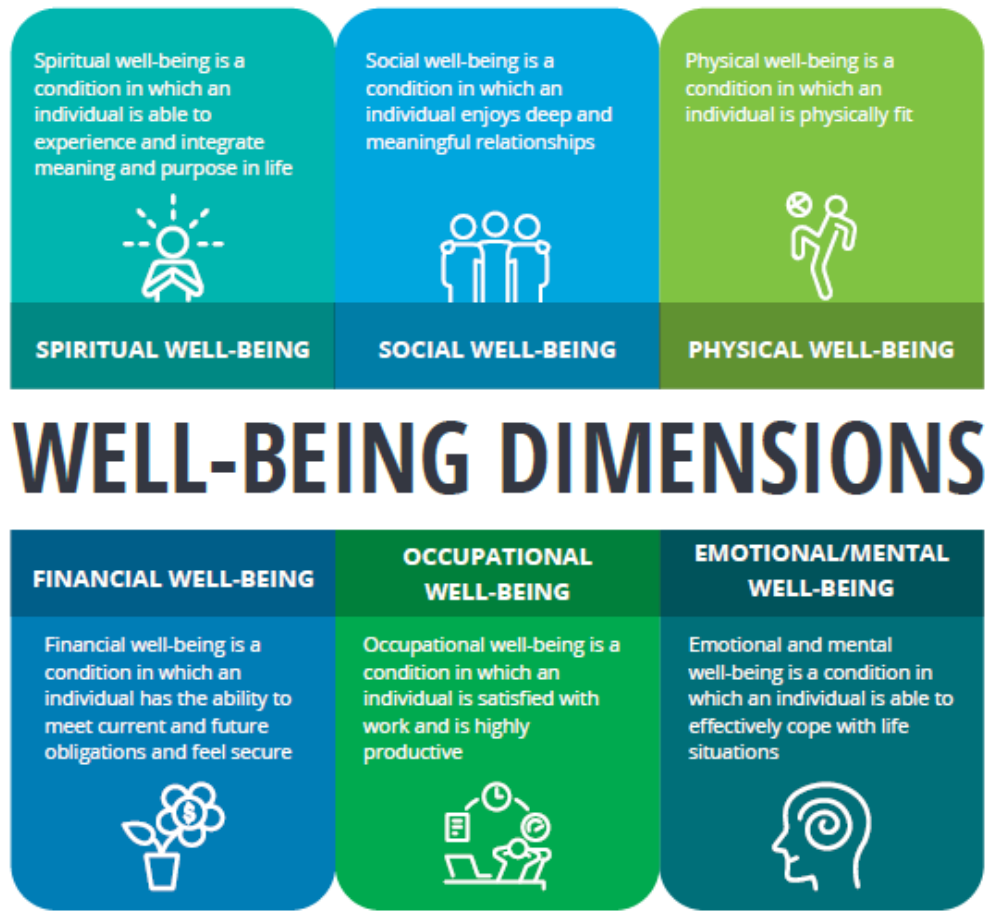 Spiritual well-being is a
condition in which an
individual is able to
experience and integrate
meaning and purpose in life
SPIRITUAL WELL-BEING
Social well-being is a
condition in which an
individual enjoys deep and
meaningful relationships
SOCIAL WELL-BEING
Physical well-being is a
condition in which an
individual is physically fit
PHYSICAL WELL-BEING
WELL-BEING DIMENSIONS
FINANCIAL WELL-BEING
Financial well-being is a
condition in which an
individual has the ability to
meet current and future
obligations and feel secure
$
OCCUPATIONAL
WELL-BEING
Occupational well-being is a
condition in which an
individual is satisfied with
work and is highly
productive
EMOTIONAL/MENTAL
WELL-BEING
Emotional and mental
well-being is a condition in
which an individual is able to
effectively cope with life
situations